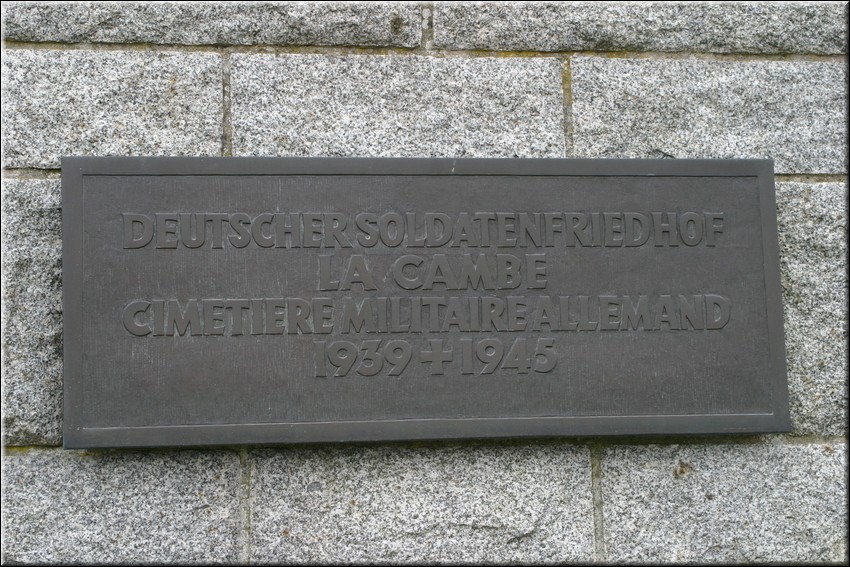 DEUTSCHER SOLDATENFRIEDHOF
LA CAMBE
CIMETIERE MILITAIRE ALLEMAND
1939 + 1945